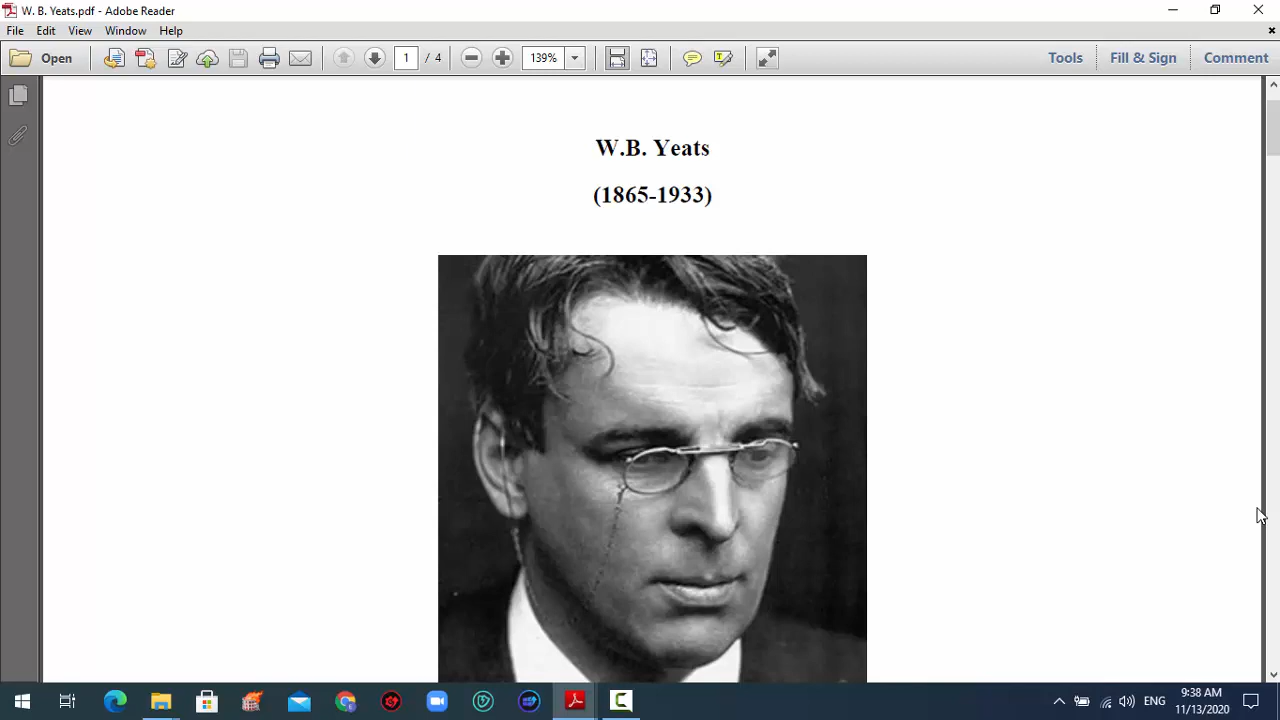 W. B. Yeats.pdf - Adobe Reader
File Edit View Window Help
Open 1 / 4 139% Tools Fill & Sign Comment
W.B. Yeats
(1865-1933)
ENG 9:38 AM
11/13/2020